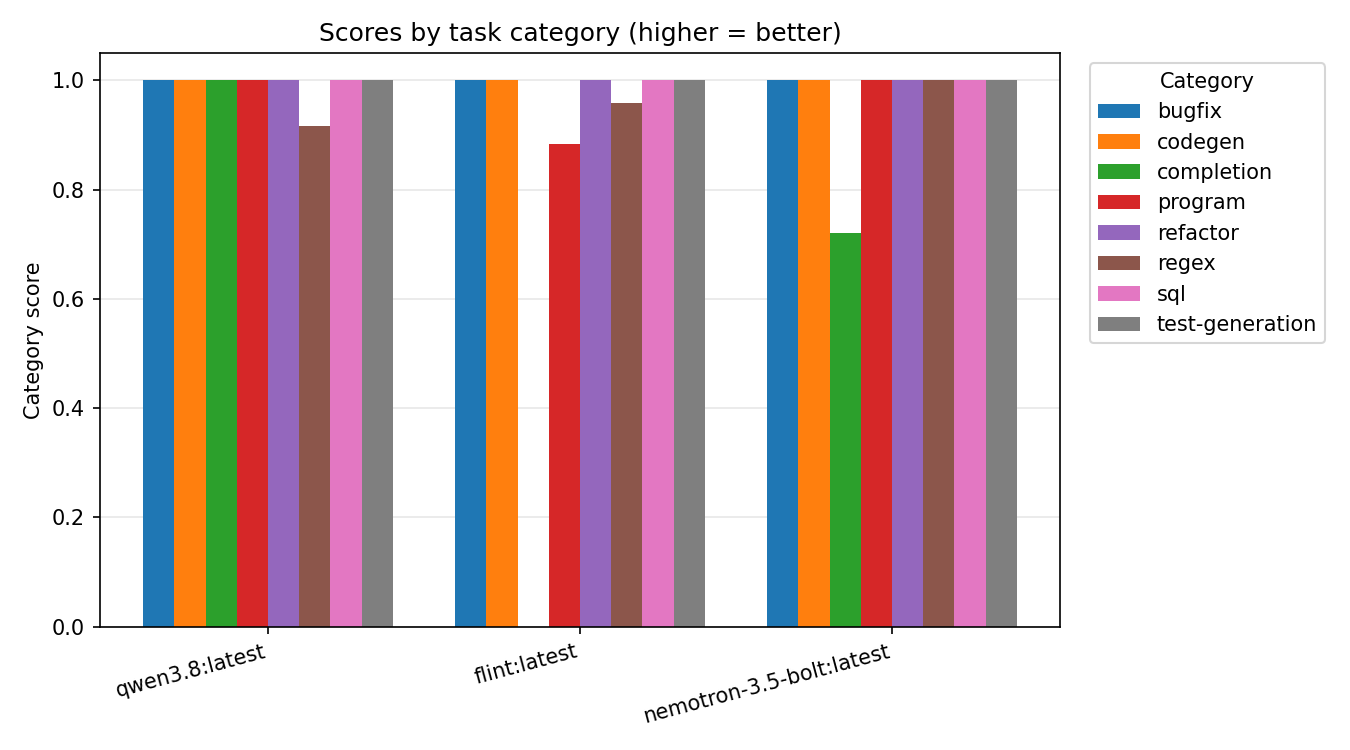 Scores by task category (higher = better)
Category score
1.0
0.8
0.6
0.4
0.2
0.0
qwen3.8:latest
flint:latest
nemotron-3.5-bolt:latest
Category
bugfix
codegen
completion
program
refactor
regex
sql
test-generation